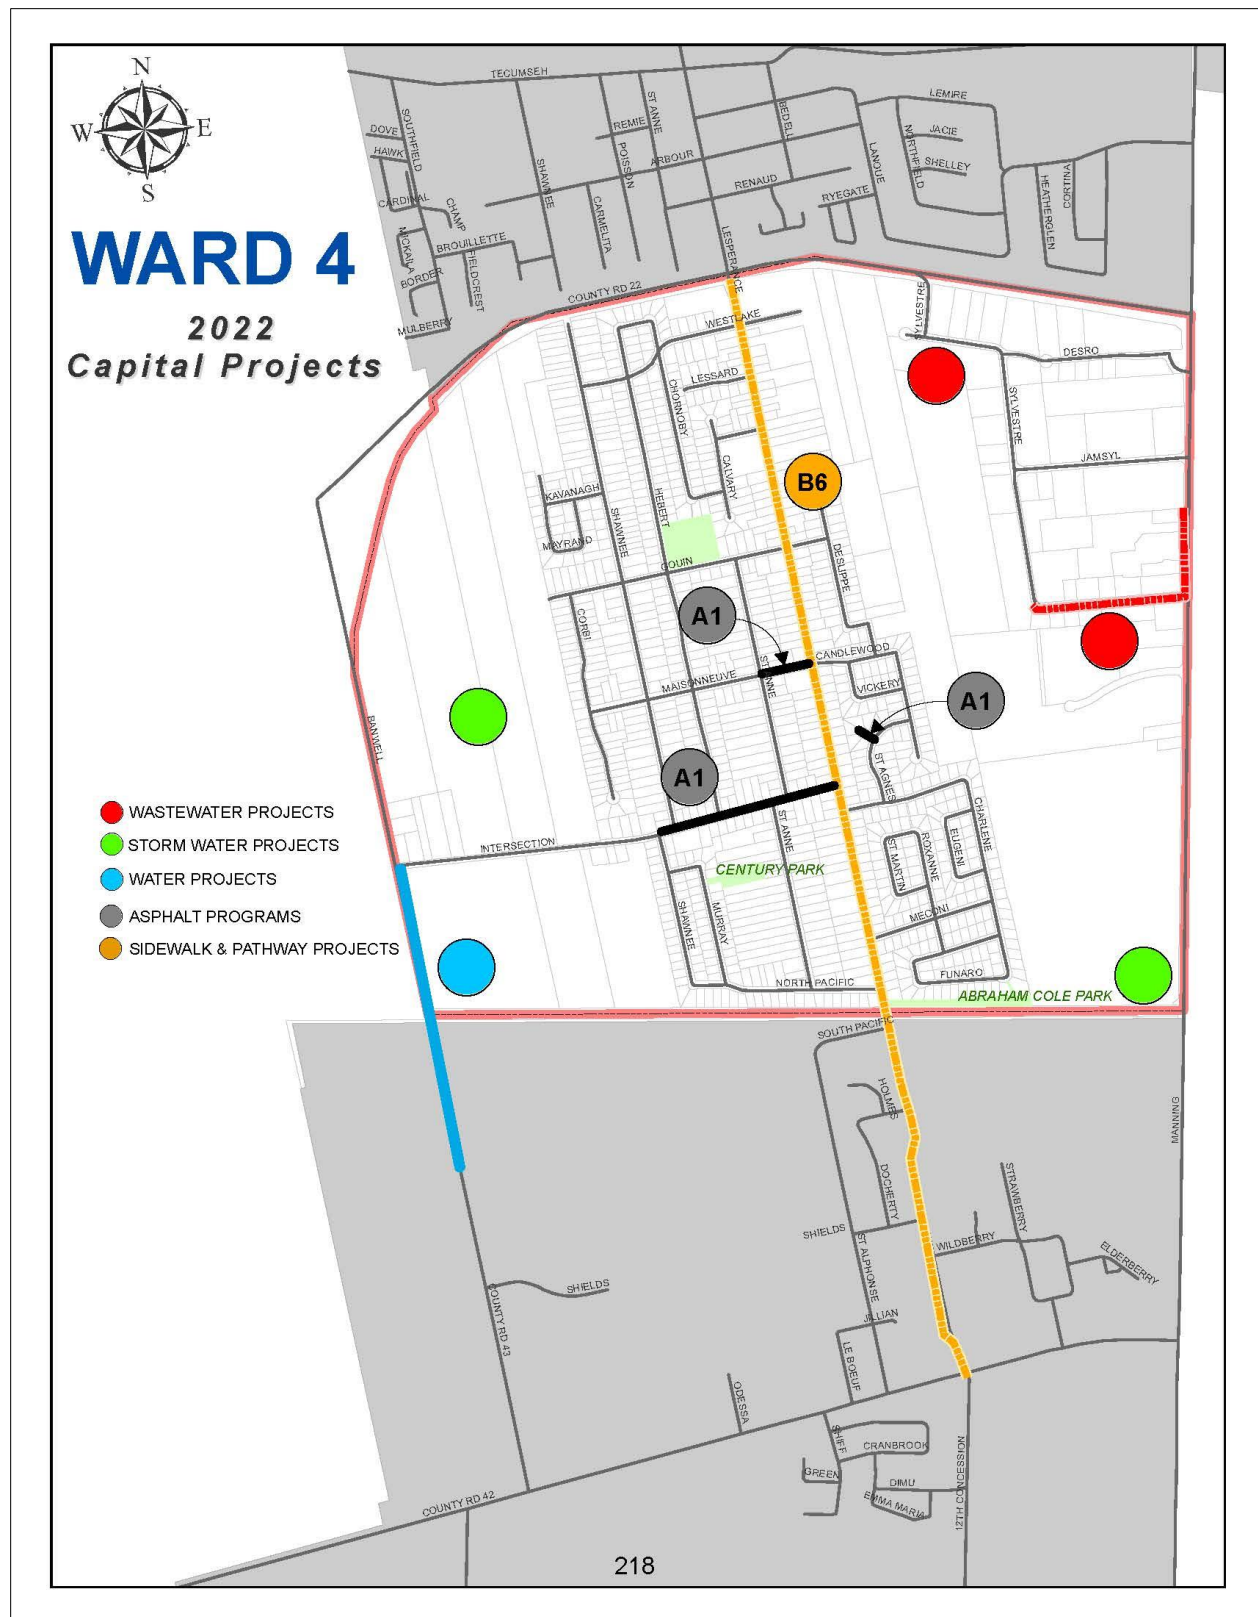 N
W E
S
WARD 4
2022
Capital Projects
TECUMSEH
SOUTHFIELD
DOVE
HAWK
CARDINAL
CHAMP
MICKAILA
BROUILLETTE
BORDER
FIELDCREST
MULBERRY
SHAWNEE
REMIE
ST ANNE
POISSON
ARBOUR
CARMELITA
BEDELL
RENAUD
RYEGATE
LANOUE
LEMIRE
NORTHFIELD
JACIE
SHELLEY
HEATHERGLEN
CORTINA
LESPERANCE
COUNTY RD 22
WESTLAKE
LESSARD
CHORNOBY
CALVARY
SYLVESTRE
DESRO
SYLVESTRE
JAMSYL
B6
KAVANAGH
MAYRAND
SHAWNEE
HEBERT
GOUIN
DESLIPPE
CORBI
A1
MAISONNEUVE
ST ANNE
CANDLEWOOD
VICKERY
A1
ST AGNES
BANWELL
A1
WASTEWATER PROJECTS
STORM WATER PROJECTS
WATER PROJECTS
ASPHALT PROGRAMS
SIDEWALK & PATHWAY PROJECTS
INTERSECTION
ST ANNE
CENTURY PARK
SHAWNEE
MURRAY
ST MARTIN
ROXANNE
EUGENI
CHARLENE
MECONI
FUNARO
NORTH PACIFIC
ABRAHAM COLE PARK
SOUTH PACIFIC
HOLMES
DOCHERTY
MANNING
SHIELDS
ST ALPHONSE
WILDBERRY
STRAWBERRY
ELDERBERRY
SHIELDS
COUNTY RD 43
JILLIAN
LE BOEUF
ODESSA
SHIFF
CRANBROOK
GREEN
DIMU
EMMA MARIA
12TH CONCESSION
COUNTY RD 42
218